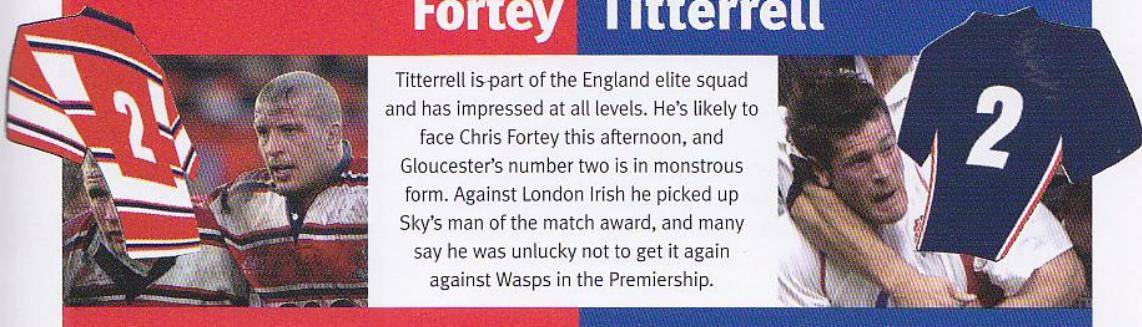 Fortey Titterrell
2
2
Titterrell is part of the England elite squad
and has impressed at all levels. He's likely to
face Chris Fortey this afternoon, and
Gloucester's number two is in monstrous
form. Against London Irish he picked up
Sky's man of the match award, and many
say he was unlucky not to get it again
against Wasps in the Premiership.